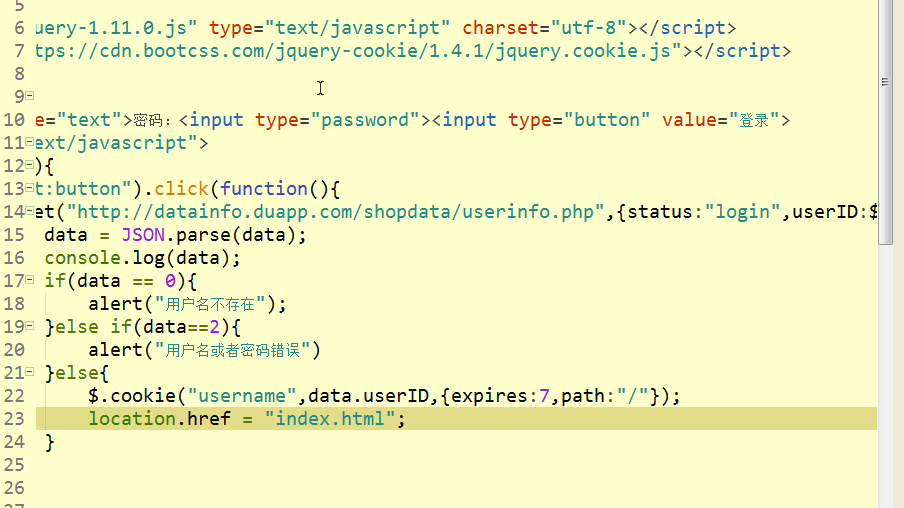 5
6 uery-1.11.0.js" type="text/javascript" charset="utf-8"></script>
7 tps://cdn.bootcss.com/jquery-cookie/1.4.1/jquery.cookie.js"></script>
8
9
10 e="text">密码：<input type="password"><input type="button" value="登录">
11 ext/javascript">
12 ){
13 t:button").click(function(){
14 et("http://datainfo.duapp.com/shopdata/userinfo.php",{status:"login",userID:$
15 data = JSON.parse(data);
16 console.log(data);
17 if(data == 0){
18 alert("用户名不存在");
19 }else if(data==2){
20 alert("用户名或者密码错误")
21 }else{
22 $.cookie("username",data.userID,{expires:7,path:"/"});
23 location.href = "index.html";
24 }
25
26
27